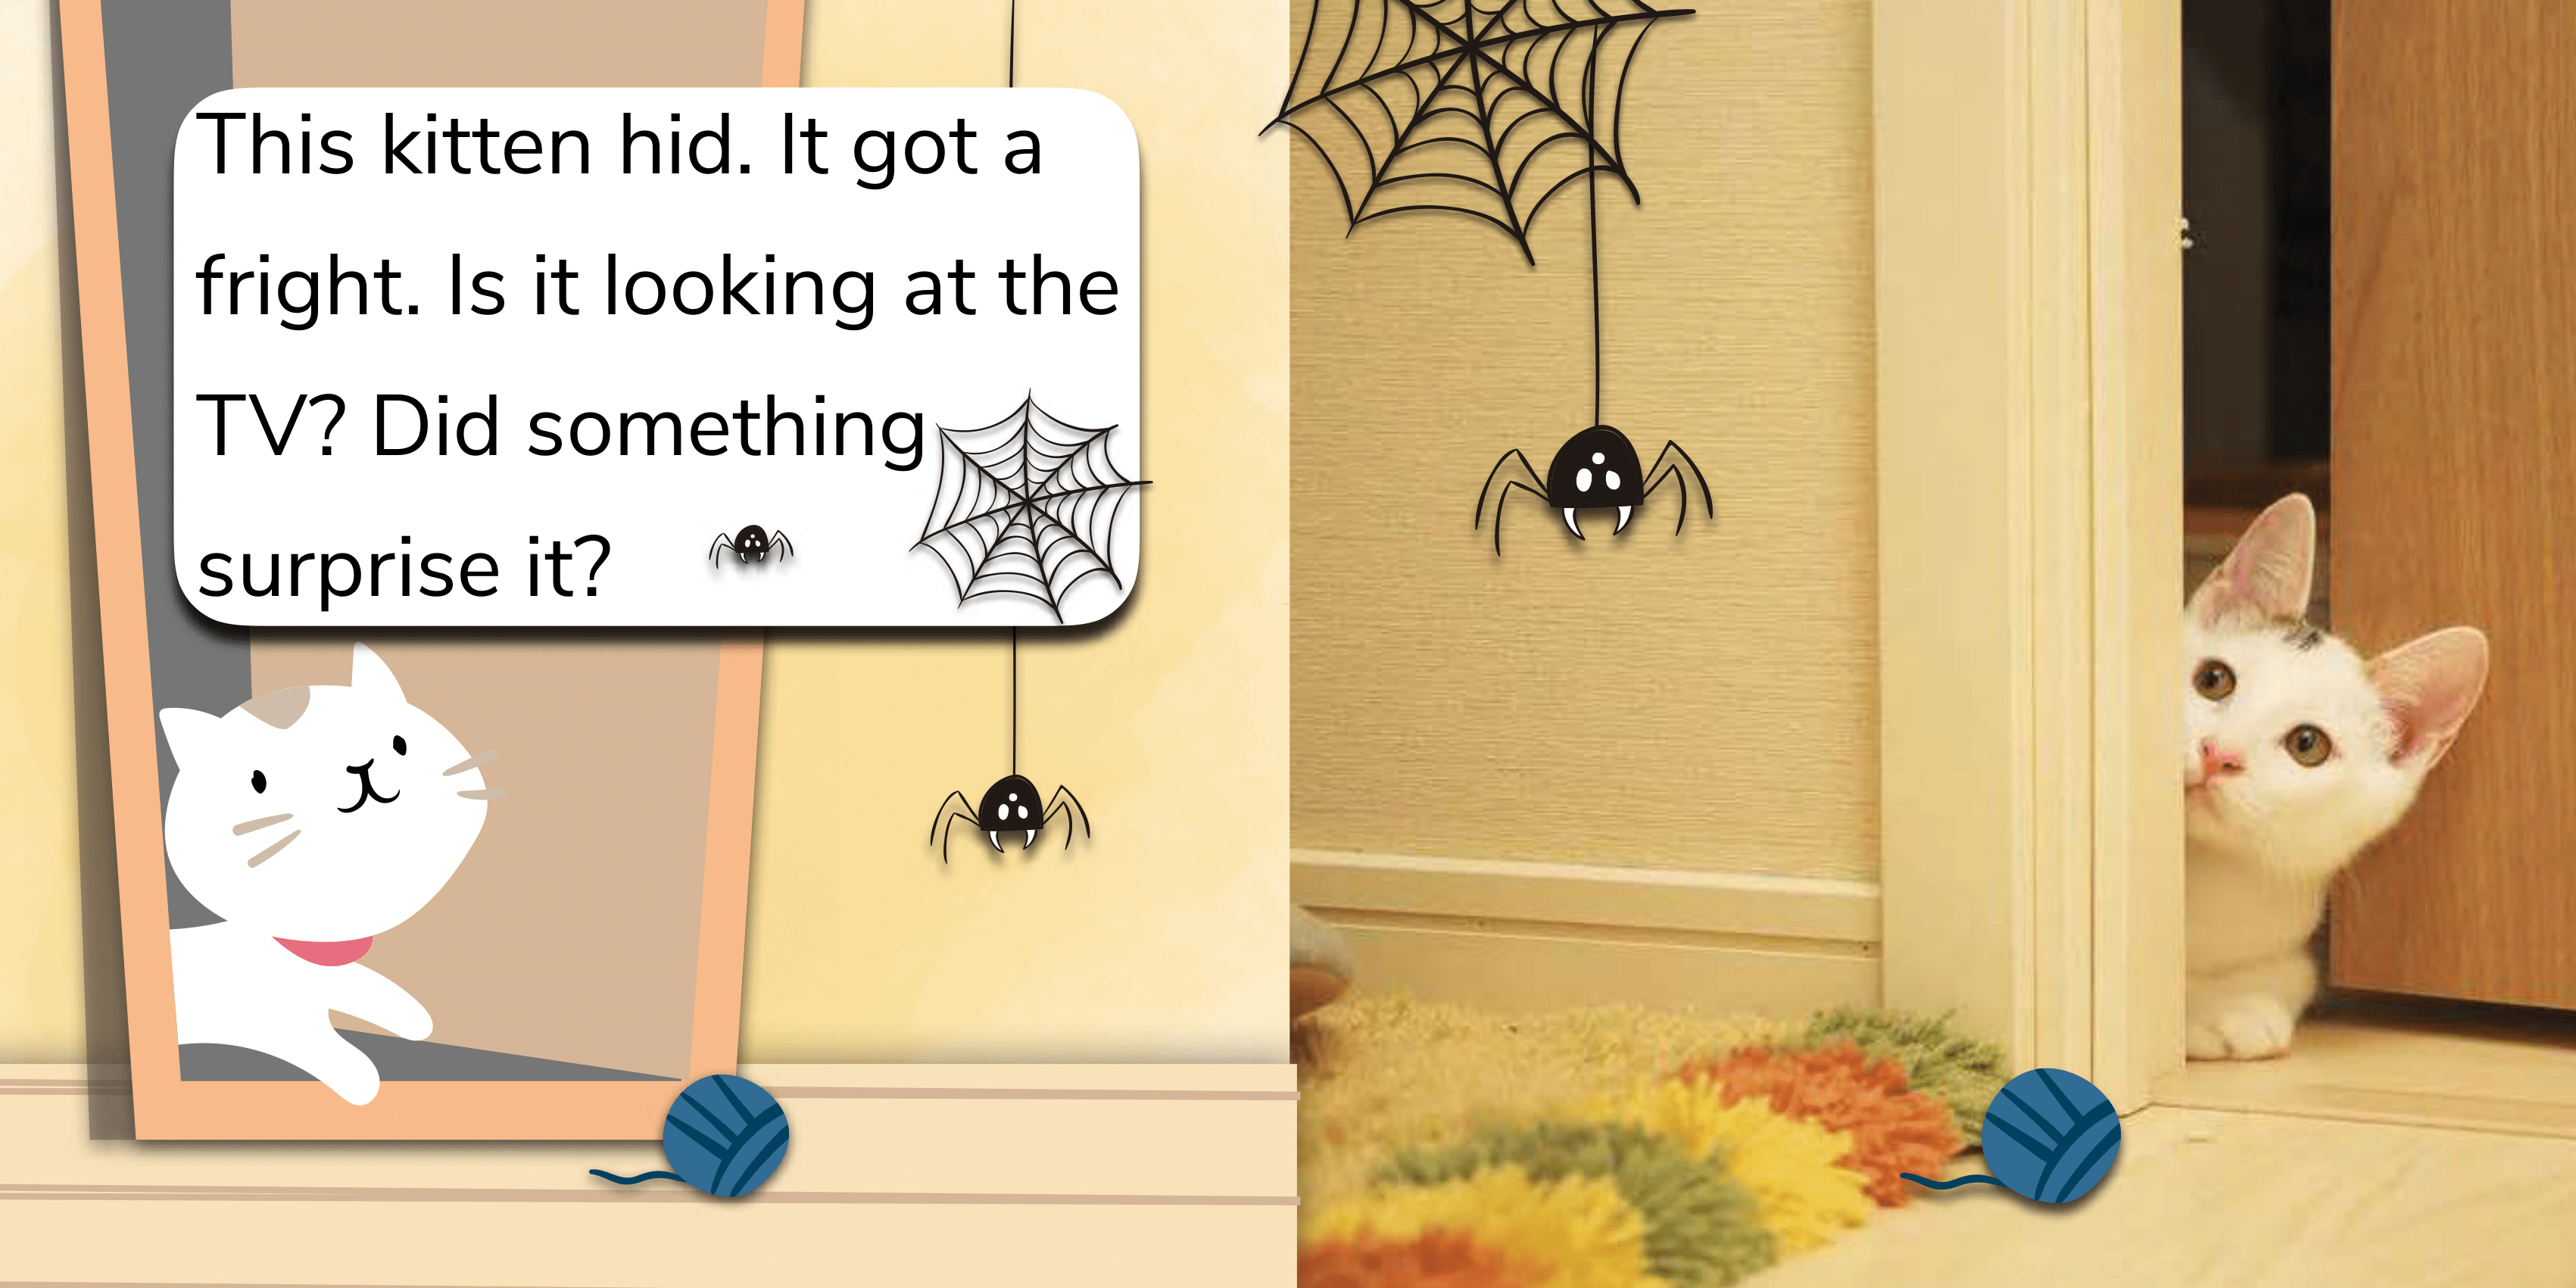 This kitten hid. It got a
fright. Is it looking at the
TV? Did something
surprise it?